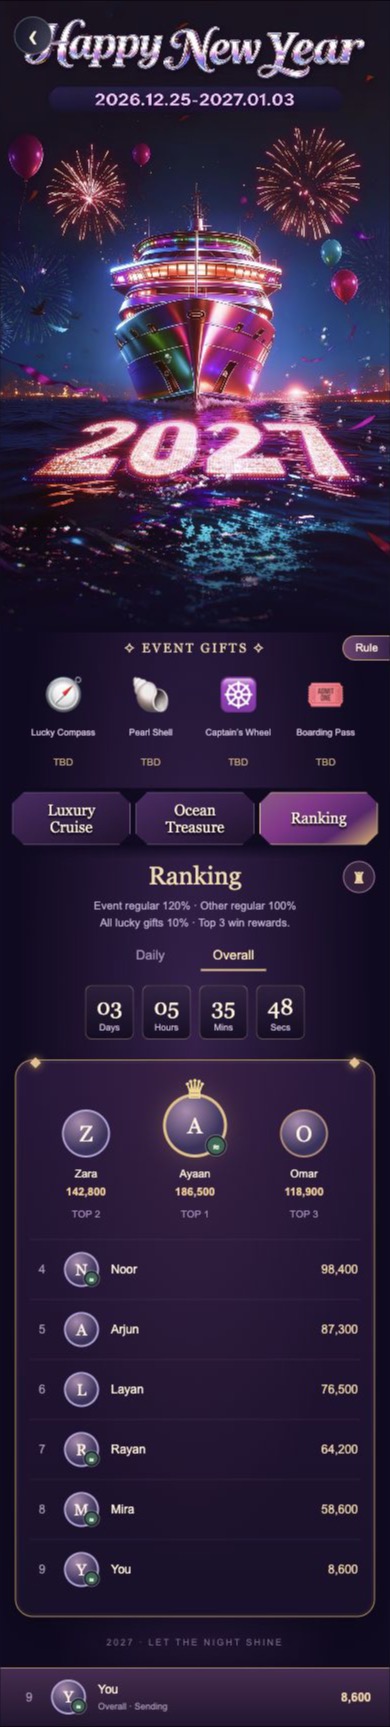 Happy New Year
2026.12.25-2027.01.03
2027
EVENT GIFTS
Rule
Lucky Compass
Pearl Shell
Captain's Wheel
ADMIT ONE
Boarding Pass
TBD
TBD
TBD
TBD
Luxury Cruise
Ocean Treasure
Ranking
Ranking
Event regular 120% · Other regular 100%
All lucky gifts 10% · Top 3 win rewards.
Daily
Overall
03 Days
05 Hours
35 Mins
48 Secs
Z
Zara
142,800
TOP 2
A
Ayaan
186,500
TOP 1
O
Omar
118,900
TOP 3
4 N Noor 98,400
5 A Arjun 87,300
6 L Layan 76,500
7 R Rayan 64,200
8 M Mira 58,600
9 Y You 8,600
2027 · LET THE NIGHT SHINE
9 Y You 8,600
Overall · Sending